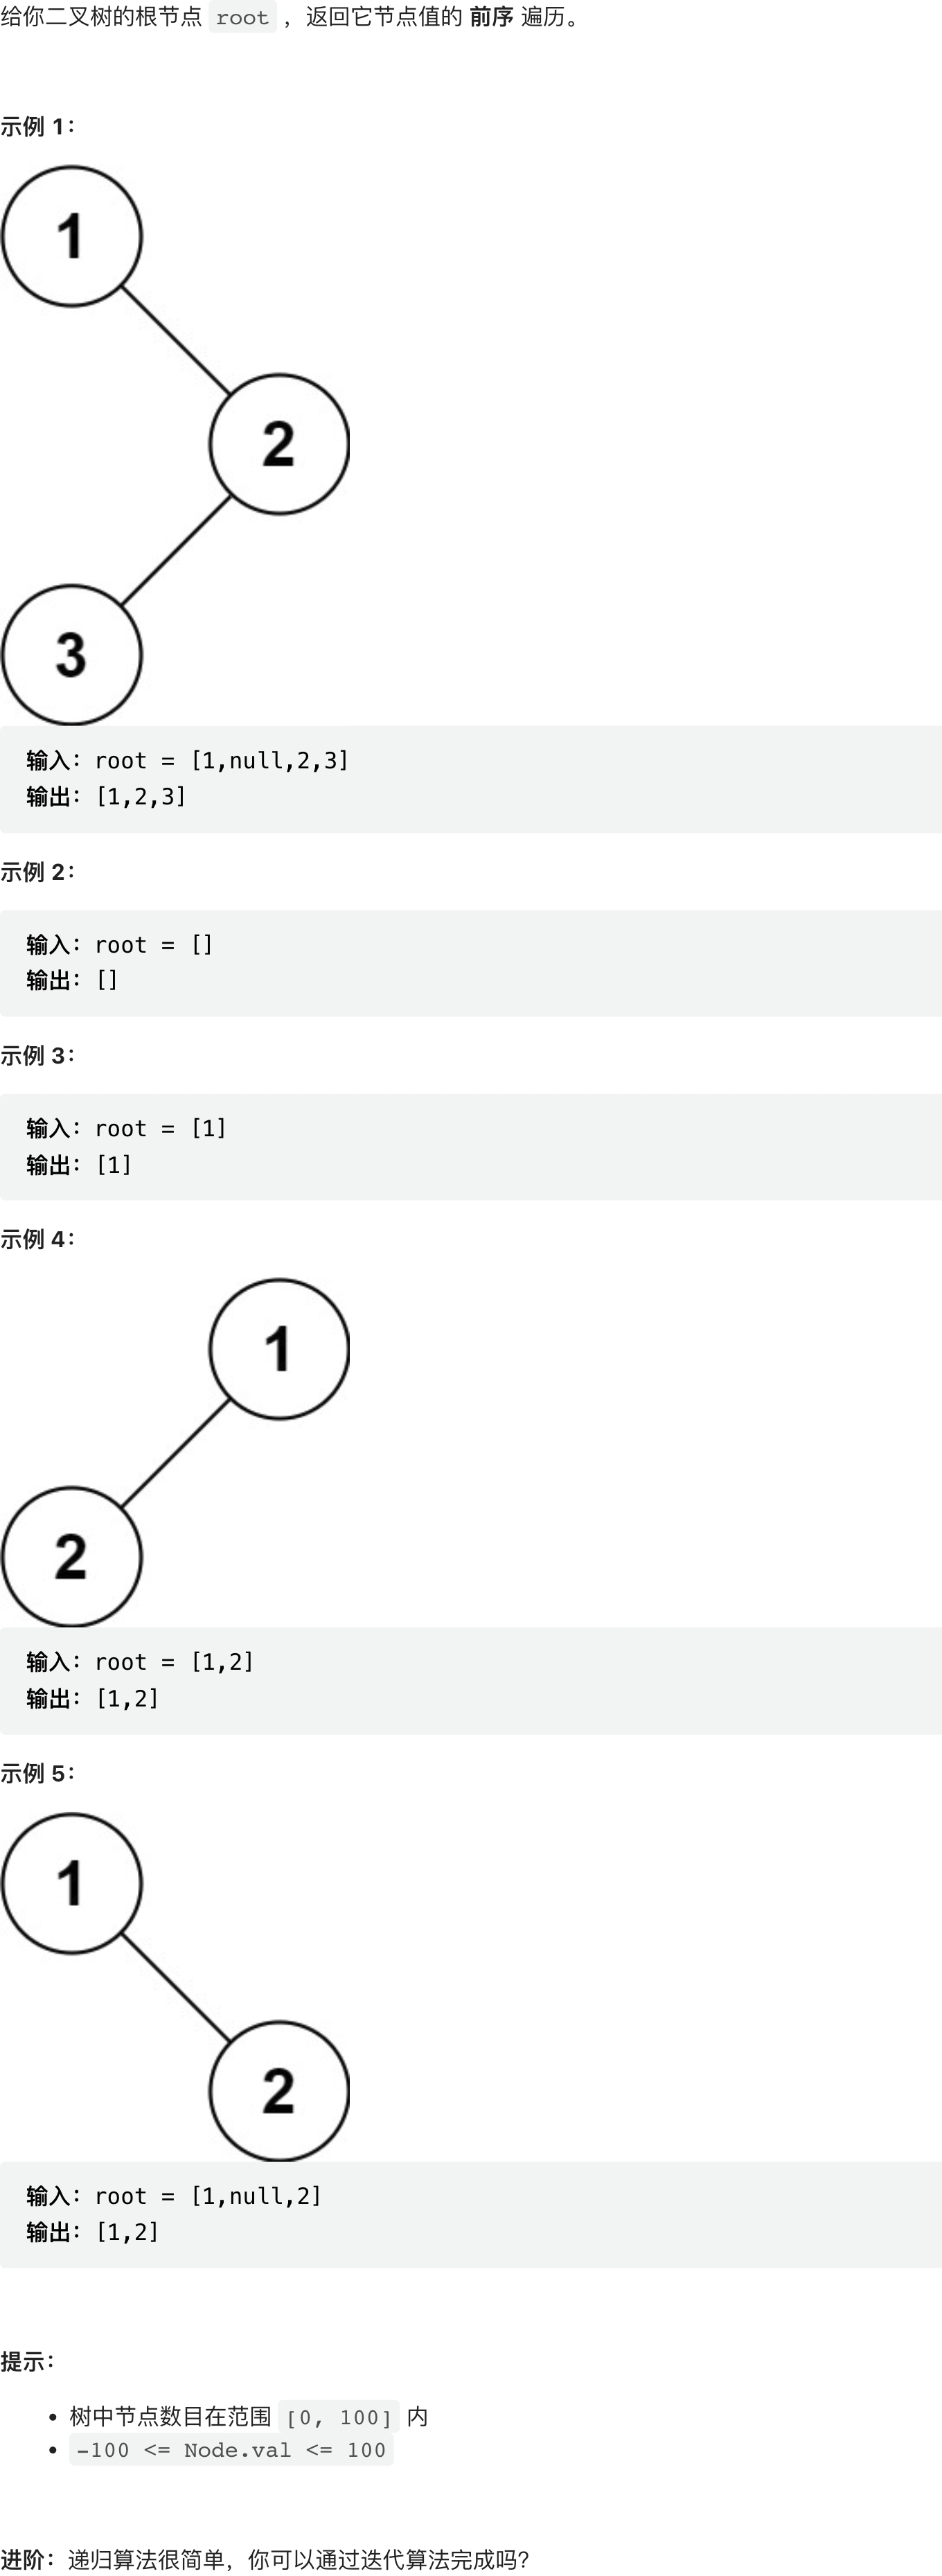 给你二叉树的根节点 root ，返回它节点值的 前序 遍历。
示例 1：
1
2
3
输入：root = [1,null,2,3]
输出：[1,2,3]
示例 2：
输入：root = []
输出：[]
示例 3：
输入：root = [1]
输出：[1]
示例 4：
1
2
输入：root = [1,2]
输出：[1,2]
示例 5：
1
2
输入：root = [1,null,2]
输出：[1,2]
提示：
• 树中节点数目在范围 [0, 100] 内
• -100 <= Node.val <= 100
进阶：递归算法很简单，你可以通过迭代算法完成吗？